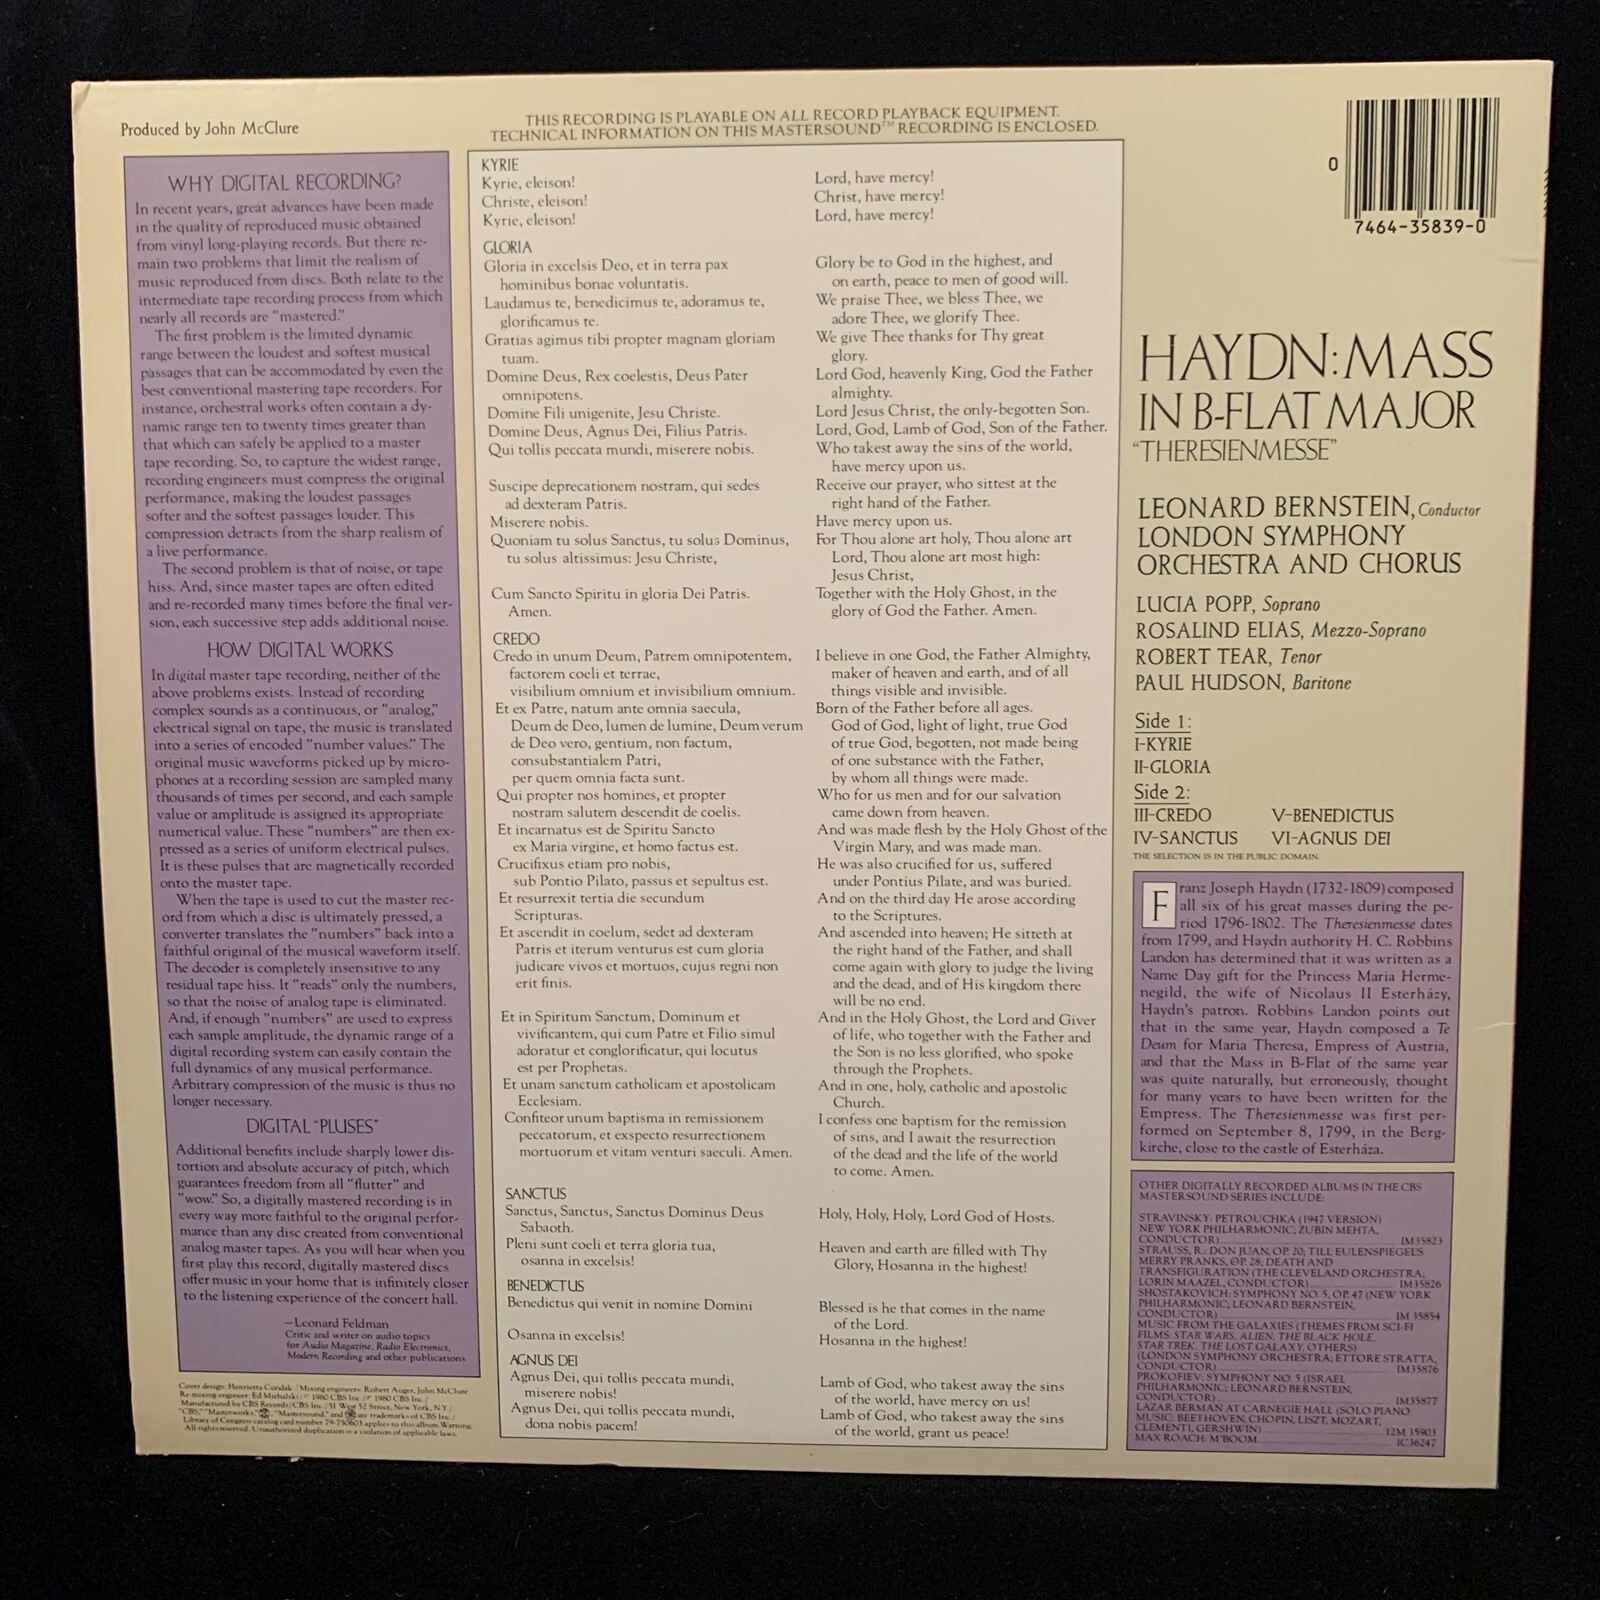 Produced by John McClure
THIS RECORDING IS PLAYABLE ON ALL RECORD PLAYBACK EQUIPMENT.
TECHNICAL INFORMATION ON THIS MASTERSOUND™ RECORDING IS ENCLOSED.
0
7464-35839-0
WHY DIGITAL RECORDING?
In recent years, great advances have been made
in the quality of reproduced music obtained
from vinyl long-playing records. But there re-
main two problems that limit the realism of
music reproduced from discs. Both relate to the
intermediate tape recording process from which
nearly all records are "mastered."
The first problem is the limited dynamic
range between the loudest and softest musical
passages that can be accommodated by even the
best conventional mastering tape recorders. For
instance, orchestral works often contain a dy-
namic range ten to twenty times greater than
that which can safely be applied to a master
tape recording. So, to capture the widest range,
recording engineers must compress the original
performance, making the loudest passages
softer and the softest passages louder. This
compression detracts from the sharp realism of
a live performance.
The second problem is that of noise, or tape
hiss. And, since master tapes are often edited
and re-recorded many times before the final ver-
sion, each successive step adds additional noise.
HOW DIGITAL WORKS
In digital master tape recording, neither of the
above problems exists. Instead of recording
complex sounds as a continuous, or "analog,"
electrical signal on tape, the music is translated
into a series of encoded "number values." The
original music waveforms picked up by micro-
phones at a recording session are sampled many
thousands of times per second, and each sample
value or amplitude is assigned its appropriate
numerical value. These "numbers" are then ex-
pressed as a series of uniform electrical pulses.
It is these pulses that are magnetically recorded
onto the master tape.
When the tape is used to cut the master rec-
ord from which a disc is ultimately pressed, a
converter translates the "numbers" back into a
faithful original of the musical waveform itself.
The decoder is completely insensitive to any
residual tape hiss. It "reads" only the numbers,
so that the noise of analog tape is eliminated.
And, if enough "numbers" are used to express
each sample amplitude, the dynamic range of a
digital recording system can easily contain the
full dynamics of any musical performance.
Arbitrary compression of the music is thus no
longer necessary.
DIGITAL "PLUSES"
Additional benefits include sharply lower dis-
tortion and absolute accuracy of pitch, which
guarantees freedom from all "flutter" and
"wow." So, a digitally mastered recording is in
every way more faithful to the original perfor-
mance than any disc created from conventional
analog master tapes. As you will hear when you
first play this record, digitally mastered discs
offer music in your home that is infinitely closer
to the listening experience of the concert hall.
—Leonard Feldman
Critic and writer on audio topics
for Audio Magazine, Radio Electronics,
Modern Recording and other publications
Cover design: Henrietta Condak / Mixing engineers: Robert Auger, John McClure
Re-mixing engineer: Ed Michalski / © 1980 CBS Inc./℗ 1980 CBS Inc./
Manufactured by CBS Records/CBS Inc./51 West 52 Street, New York, N.Y./
"CBS," "Masterworks," "Mastersound," and are trademarks of CBS Inc./
Library of Congress catalog card number 79-750603 applies to this album. Warning:
All rights reserved. Unauthorized duplication is a violation of applicable laws.
KYRIE
Kyrie, eleison!
Christe, eleison!
Kyrie, eleison!
GLORIA
Gloria in excelsis Deo, et in terra pax
hominibus bonae voluntatis.
Laudamus te, benedicimus te, adoramus te,
glorificamus te.
Gratias agimus tibi propter magnam gloriam
tuam.
Domine Deus, Rex coelestis, Deus Pater
omnipotens.
Domine Fili unigenite, Jesu Christe.
Domine Deus, Agnus Dei, Filius Patris.
Qui tollis peccata mundi, miserere nobis.
Suscipe deprecationem nostram, qui sedes
ad dexteram Patris.
Miserere nobis.
Quoniam tu solus Sanctus, tu solus Dominus,
tu solus altissimus: Jesu Christe,
Cum Sancto Spiritu in gloria Dei Patris.
Amen.
CREDO
Credo in unum Deum, Patrem omnipotentem,
factorem coeli et terrae,
visibilium omnium et invisibilium omnium.
Et ex Patre, natum ante omnia saecula,
Deum de Deo, lumen de lumine, Deum verum
de Deo vero, gentium, non factum,
consubstantialem Patri,
per quem omnia facta sunt.
Qui propter nos homines, et propter
nostram salutem descendit de coelis.
Et incarnatus est de Spiritu Sancto
ex Maria virgine, et homo factus est.
Crucifixus etiam pro nobis,
sub Pontio Pilato, passus et sepultus est.
Et resurrexit tertia die secundum
Scripturas.
Et ascendit in coelum, sedet ad dexteram
Patris et iterum venturus est cum gloria
judicare vivos et mortuos, cujus regni non
erit finis.
Et in Spiritum Sanctum, Dominum et
vivificantem, qui cum Patre et Filio simul
adoratur et conglorificatur, qui locutus
est per Prophetas.
Et unam sanctum catholicam et apostolicam
Ecclesiam.
Confiteor unum baptisma in remissionem
peccatorum, et exspecto resurrectionem
mortuorum et vitam venturi saeculi. Amen.
SANCTUS
Sanctus, Sanctus, Sanctus Dominus Deus
Sabaoth.
Pleni sunt coeli et terra gloria tua,
osanna in excelsis!
BENEDICTUS
Benedictus qui venit in nomine Domini
Osanna in excelsis!
AGNUS DEI
Agnus Dei, qui tollis peccata mundi,
miserere nobis!
Agnus Dei, qui tollis peccata mundi,
dona nobis pacem!
Lord, have mercy!
Christ, have mercy!
Lord, have mercy!
Glory be to God in the highest, and
on earth, peace to men of good will.
We praise Thee, we bless Thee, we
adore Thee, we glorify Thee.
We give Thee thanks for Thy great
glory.
Lord God, heavenly King, God the Father
almighty.
Lord Jesus Christ, the only-begotten Son.
Lord, God, Lamb of God, Son of the Father.
Who takest away the sins of the world,
have mercy upon us.
Receive our prayer, who sittest at the
right hand of the Father.
Have mercy upon us.
For Thou alone art holy, Thou alone art
Lord, Thou alone art most high:
Jesus Christ,
Together with the Holy Ghost, in the
glory of God the Father. Amen.
I believe in one God, the Father Almighty,
maker of heaven and earth, and of all
things visible and invisible.
Born of the Father before all ages.
God of God, light of light, true God
of true God, begotten, not made being
of one substance with the Father,
by whom all things were made.
Who for us men and for our salvation
came down from heaven.
And was made flesh by the Holy Ghost of the
Virgin Mary, and was made man.
He was also crucified for us, suffered
under Pontius Pilate, and was buried.
And on the third day He arose according
to the Scriptures.
And ascended into heaven; He sitteth at
the right hand of the Father, and shall
come again with glory to judge the living
and the dead, and of His kingdom there
will be no end.
And in the Holy Ghost, the Lord and Giver
of life, who together with the Father and
the Son is no less glorified, who spoke
through the Prophets.
And in one, holy, catholic and apostolic
Church.
I confess one baptism for the remission
of sins, and I await the resurrection
of the dead and the life of the world
to come. Amen.
Holy, Holy, Holy, Lord God of Hosts.
Heaven and earth are filled with Thy
Glory, Hosanna in the highest!
Blessed is he that comes in the name
of the Lord.
Hosanna in the highest!
Lamb of God, who takest away the sins
of the world, have mercy on us!
Lamb of God, who takest away the sins
of the world, grant us peace!
HAYDN: MASS
IN B-FLAT MAJOR
"THERESIENMESSE"
LEONARD BERNSTEIN, Conductor
LONDON SYMPHONY
ORCHESTRA AND CHORUS
LUCIA POPP, Soprano
ROSALIND ELIAS, Mezzo-Soprano
ROBERT TEAR, Tenor
PAUL HUDSON, Baritone
Side 1:
I-KYRIE
II-GLORIA
Side 2:
III-CREDO V-BENEDICTUS
IV-SANCTUS VI-AGNUS DEI
THE SELECTION IS IN THE PUBLIC DOMAIN.
Franz Joseph Haydn (1732-1809) composed
all six of his great masses during the pe-
riod 1796-1802. The Theresienmesse dates
from 1799, and Haydn authority H. C. Robbins
Landon has determined that it was written as a
Name Day gift for the Princess Maria Herme-
negild, the wife of Nicolaus II Esterházy,
Haydn's patron. Robbins Landon points out
that in the same year, Haydn composed a Te
Deum for Maria Theresa, Empress of Austria,
and that the Mass in B-Flat of the same year
was quite naturally, but erroneously, thought
for many years to have been written for the
Empress. The Theresienmesse was first per-
formed on September 8, 1799, in the Berg-
kirche, close to the castle of Esterháza.
OTHER DIGITALLY RECORDED ALBUMS IN THE CBS
MASTERSOUND SERIES INCLUDE:
STRAVINSKY: PETROUCHKA (1947 VERSION)
NEW YORK PHILHARMONIC; ZUBIN MEHTA,
CONDUCTOR) IM35823
STRAUSS, R.: DON JUAN, OP. 20; TILL EULENSPIEGEL'S
MERRY PRANKS, OP. 28; DEATH AND
TRANSFIGURATION (THE CLEVELAND ORCHESTRA;
LORIN MAAZEL, CONDUCTOR) IM35826
SHOSTAKOVICH: SYMPHONY NO. 5, OP. 47 (NEW YORK
PHILHARMONIC; LEONARD BERNSTEIN,
CONDUCTOR) IM 35854
MUSIC FROM THE GALAXIES (THEMES FROM SCI-FI
FILMS: STAR WARS, ALIEN, THE BLACK HOLE,
STAR TREK, THE LOST GALAXY, OTHERS)
(LONDON SYMPHONY ORCHESTRA; ETTORE STRATTA,
CONDUCTOR) IM35876
PROKOFIEV: SYMPHONY NO. 5 (ISRAEL
PHILHARMONIC; LEONARD BERNSTEIN,
CONDUCTOR) IM35877
LAZAR BERMAN AT CARNEGIE HALL (SOLO PIANO
MUSIC: BEETHOVEN, CHOPIN, LISZT, MOZART,
CLEMENTI, GERSHWIN) 12M 35903
MAX ROACH: M'BOOM IC36247